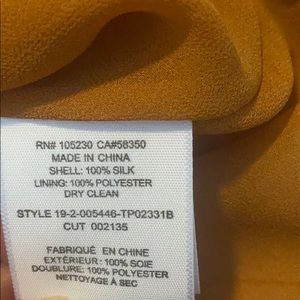 RN# 105230 CA#58350
MADE IN CHINA
SHELL: 100% SILK
LINING: 100% POLYESTER
DRY CLEAN
STYLE 19-2-005446-TP02331B
CUT 002135
FABRIQUÉ EN CHINE
EXTÉRIEUR: 100% SOIE
DOUBLURE: 100% POLYESTER
NETTOYAGE À SEC